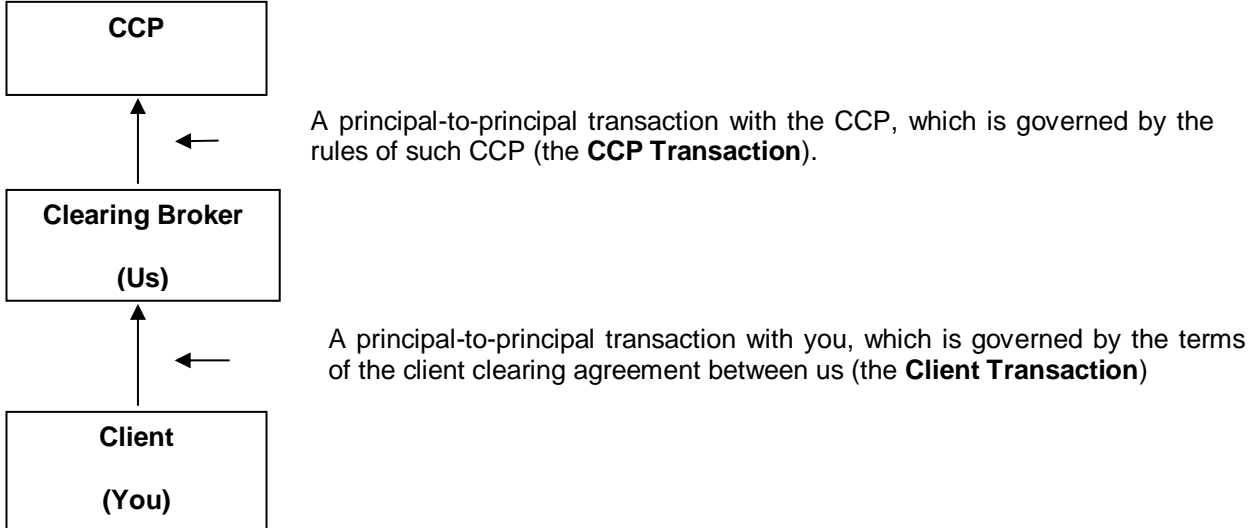 CCP
A principal-to-principal transaction with the CCP, which is governed by the
rules of such CCP (the CCP Transaction).
Clearing Broker
(Us)
A principal-to-principal transaction with you, which is governed by the terms
of the client clearing agreement between us (the Client Transaction)
Client
(You)